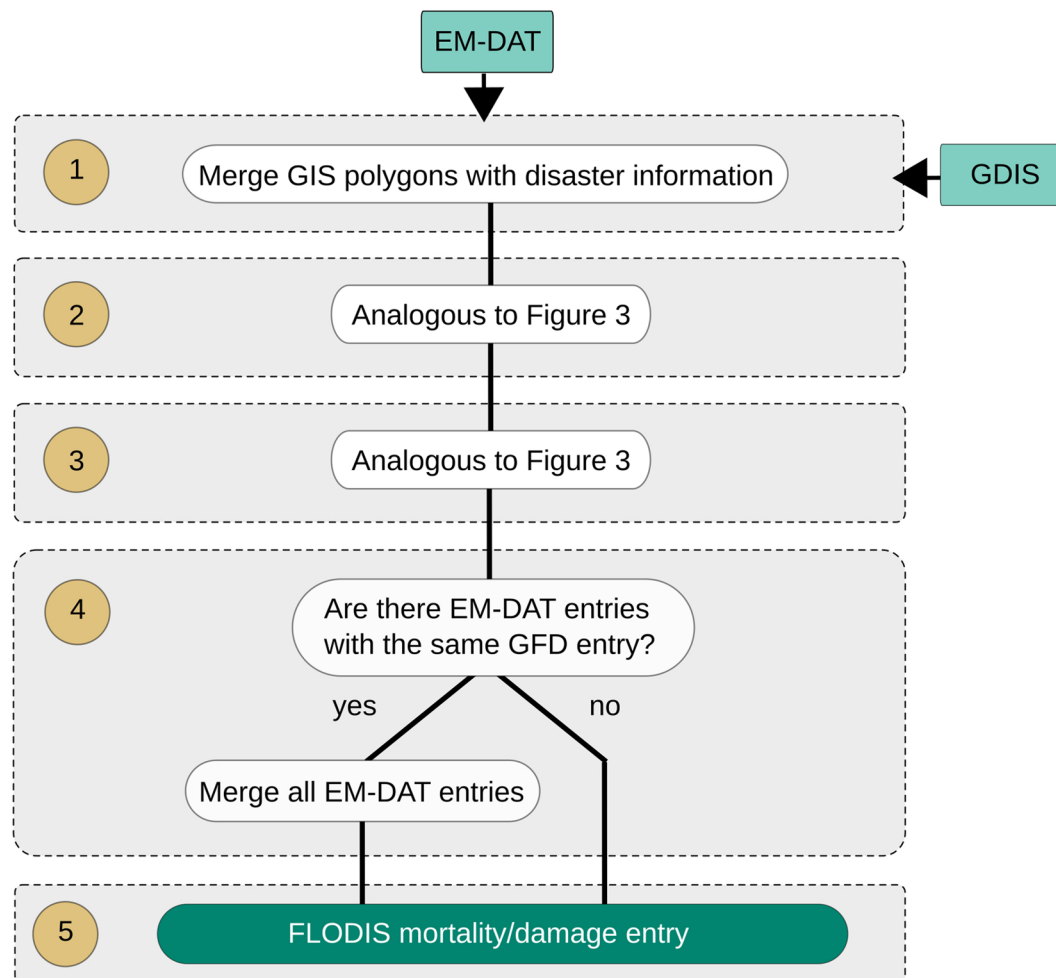 EM-DAT
1
Merge GIS polygons with disaster information
GDIS
2
Analogous to Figure 3
3
Analogous to Figure 3
4
Are there EM-DAT entries
with the same GFD entry?
yes
no
Merge all EM-DAT entries
5
FLODIS mortality/damage entry